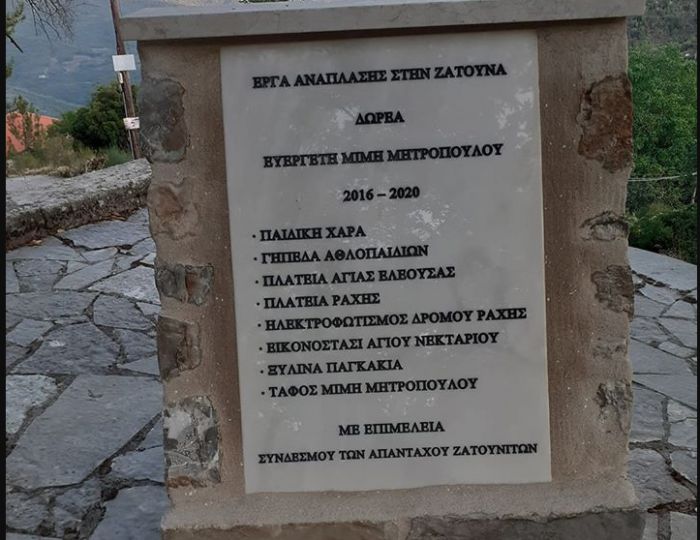 ΕΡΓΑ ΑΝΑΠΛΑΣΗΣ ΣΤΗΝ ΖΑΤΟΥΝΑ
ΔΩΡΕΑ
ΕΥΕΡΓΕΤΗ ΜΙΜΗ ΜΗΤΡΟΠΟΥΛΟΥ
2016 – 2020
· ΠΑΙΔΙΚΗ ΧΑΡΑ
· ΓΗΠΕΔΑ ΑΘΛΟΠΑΙΔΙΩΝ
· ΠΛΑΤΕΙΑ ΑΓΙΑΣ ΕΛΕΟΥΣΑΣ
· ΠΛΑΤΕΙΑ ΡΑΧΗΣ
· ΗΛΕΚΤΡΟΦΩΤΙΣΜΟΣ ΔΡΟΜΟΥ ΡΑΧΗΣ
· ΕΙΚΟΝΟΣΤΑΣΙ ΑΓΙΟΥ ΝΕΚΤΑΡΙΟΥ
· ΞΥΛΙΝΑ ΠΑΓΚΑΚΙΑ
· ΤΑΦΟΣ ΜΙΜΗ ΜΗΤΡΟΠΟΥΛΟΥ
ΜΕ ΕΠΙΜΕΛΕΙΑ
ΣΥΝΔΕΣΜΟΥ ΤΩΝ ΑΠΑΝΤΑΧΟΥ ΖΑΤΟΥΝΙΤΩΝ